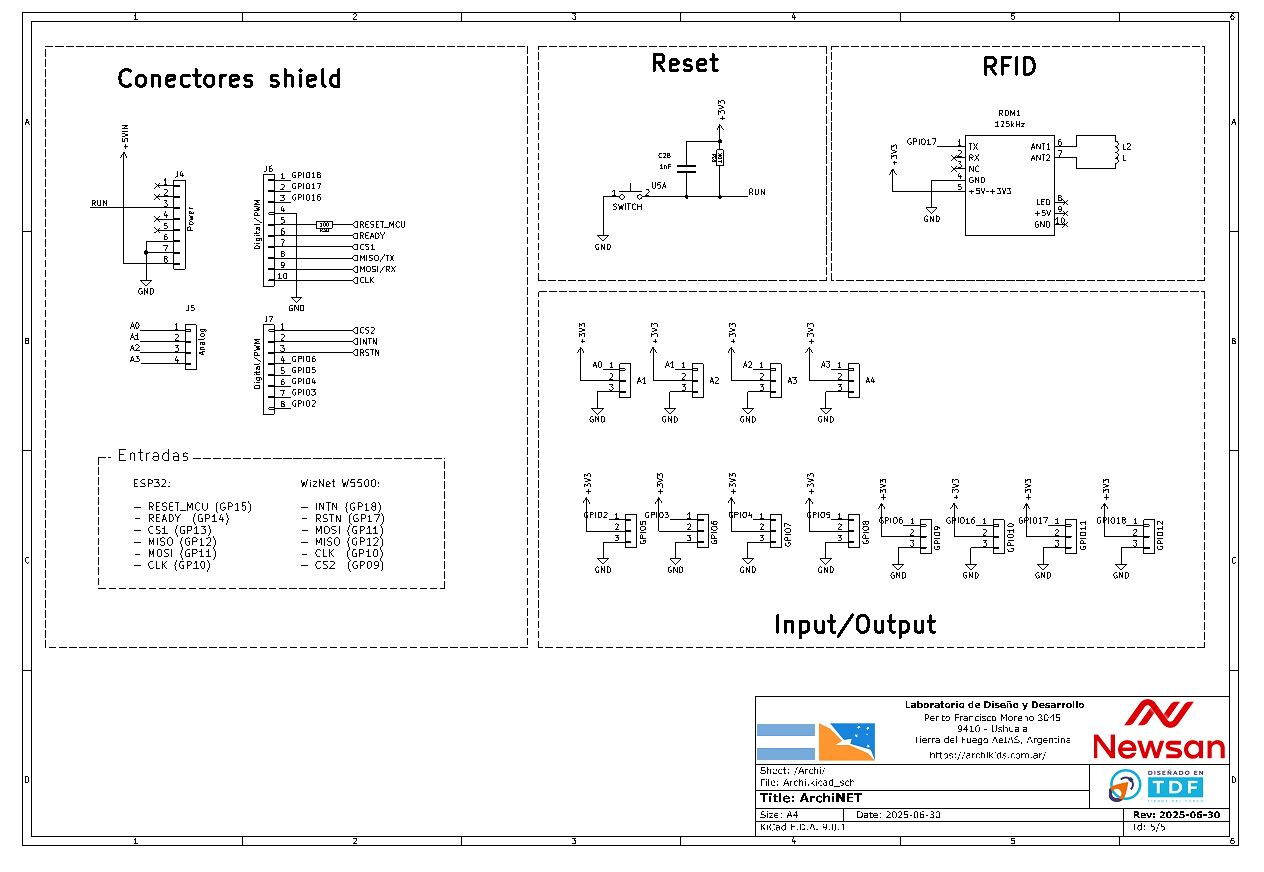 1 2 3 4 5 6
A
B
C
D
Conectores shield
+5VIN
J4
1
2
3
4
5
6
7
8
Power
RUN
GND
J5
A0 1
A1 2
A2 3
A3 4
Analog
J6
1 GPIO18
2 GPIO17
3 GPIO16
4
5 RESET_MCU
6 READY
7 CS1
8 MISO/TX
9 MOSI/RX
10 CLK
Digital/PWM
GND
J7
1 CS2
2 INTN
3 RSTN
4 GPIO6
5 GPIO5
6 GPIO4
7 GPIO3
8 GPIO2
Digital/PWM
Entradas
ESP32:
- RESET_MCU (GP15)
- READY (GP14)
- CS1 (GP13)
- MISO (GP12)
- MOSI (GP11)
- CLK (GP10)
WizNet W5500:
- INTN (GP18)
- RSTN (GP17)
- MOSI (GP11)
- MISO (GP12)
- CLK (GP10)
- CS2 (GP09)
Reset
+3V3
C28
1nF
U5A
1 2
SWITCH
RUN
GND
RFID
RDM1
125kHz
GPIO17
+3V3
1 TX
2 RX
3 NC
4 GND
5 +5V-+3V3
ANT1 6
ANT2 7
LED 8
+5V 9
GND 10
L2
L
GND
+3V3 +3V3 +3V3 +3V3
A0 1 2 3 A1
A1 1 2 3 A2
A2 1 2 3 A3
A3 1 2 3 A4
GND GND GND GND
+3V3 +3V3 +3V3 +3V3 +3V3 +3V3 +3V3 +3V3
GPIO2 1 2 3 GPIO5
GPIO3 1 2 3 GPIO6
GPIO4 1 2 3 GPIO7
GPIO5 1 2 3 GPIO8
GPIO6 1 2 3 GPIO9
GPIO16 1 2 3 GPIO10
GPIO17 1 2 3 GPIO11
GPIO18 1 2 3 GPIO12
GND GND GND GND GND GND GND GND
Input/Output
Laboratorio de Diseño y Desarrollo
Perito Francisco Moreno 3045
9410 - Ushuaia
Tierra del Fuego AeIAS, Argentina
https://archikids.com.ar/
Newsan
Sheet: /Archi/
File: Archi.kicad_sch
Title: ArchiNET
DISEÑADO EN
TDF
Size: A4
Date: 2025-06-30
Rev: 2025-06-30
KiCad E.D.A. 9.0.1
Id: 5/5
A
B
C
D
1 2 3 4 5 6